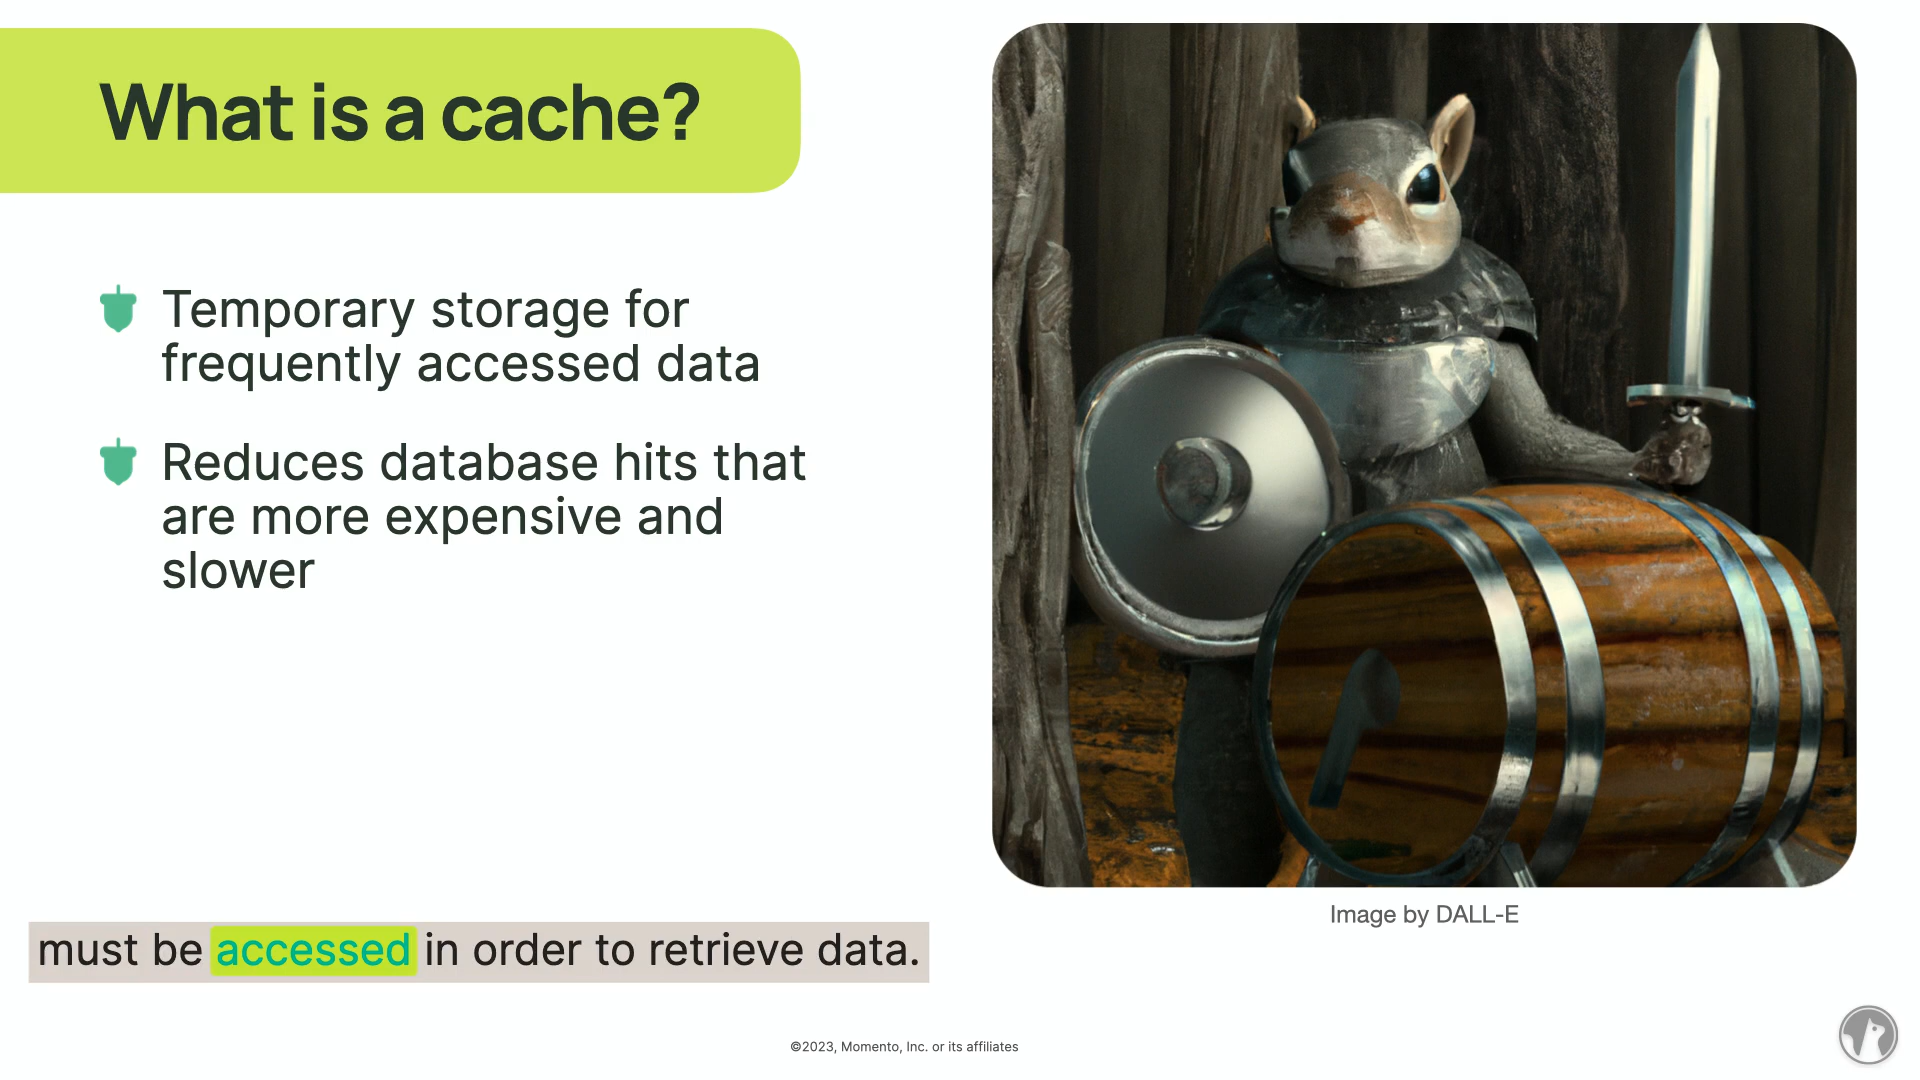 What is a cache?
Temporary storage for
frequently accessed data
Reduces database hits that
are more expensive and
slower
must be accessed in order to retrieve data.
Image by DALL-E
©2023, Momento, Inc. or its affiliates